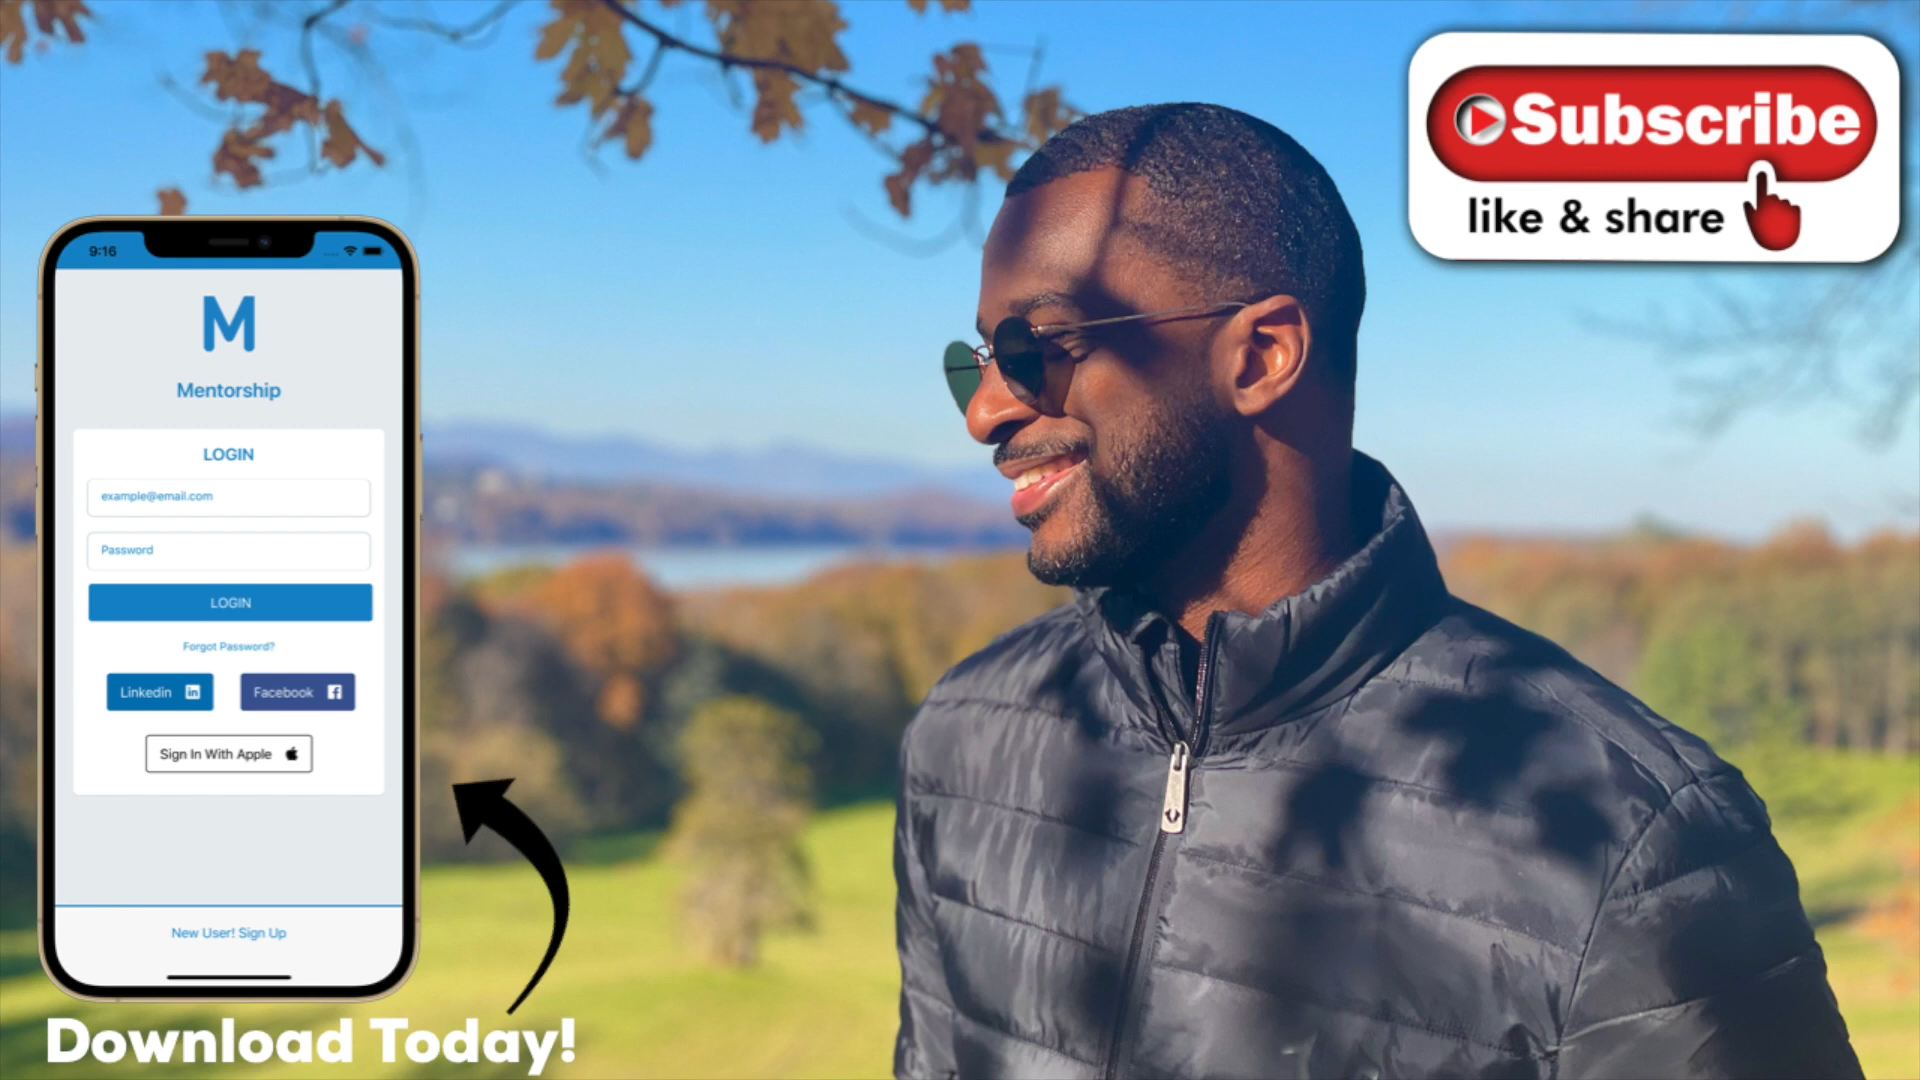 Subscribe
like & share
9:16
M
Mentorship
LOGIN
example@email.com
Password
LOGIN
Forgot Password?
Linkedin in
Facebook f
Sign In With Apple
New User! Sign Up
Download Today!